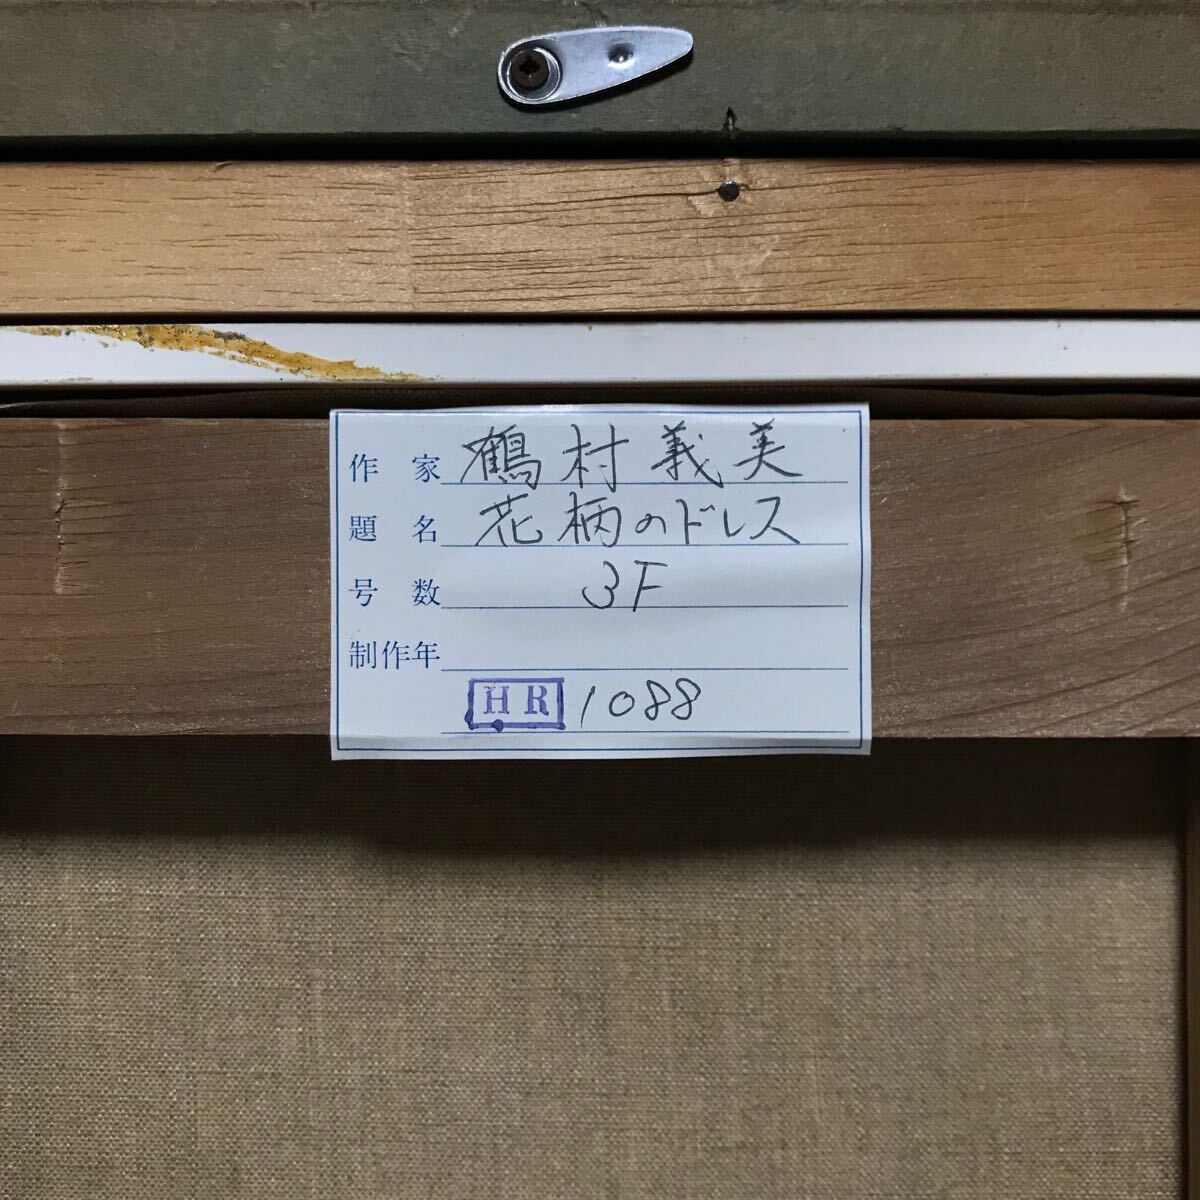 作家 鶴村義美
題名 花柄のドレス
号数 3F
制作年
HR 1088